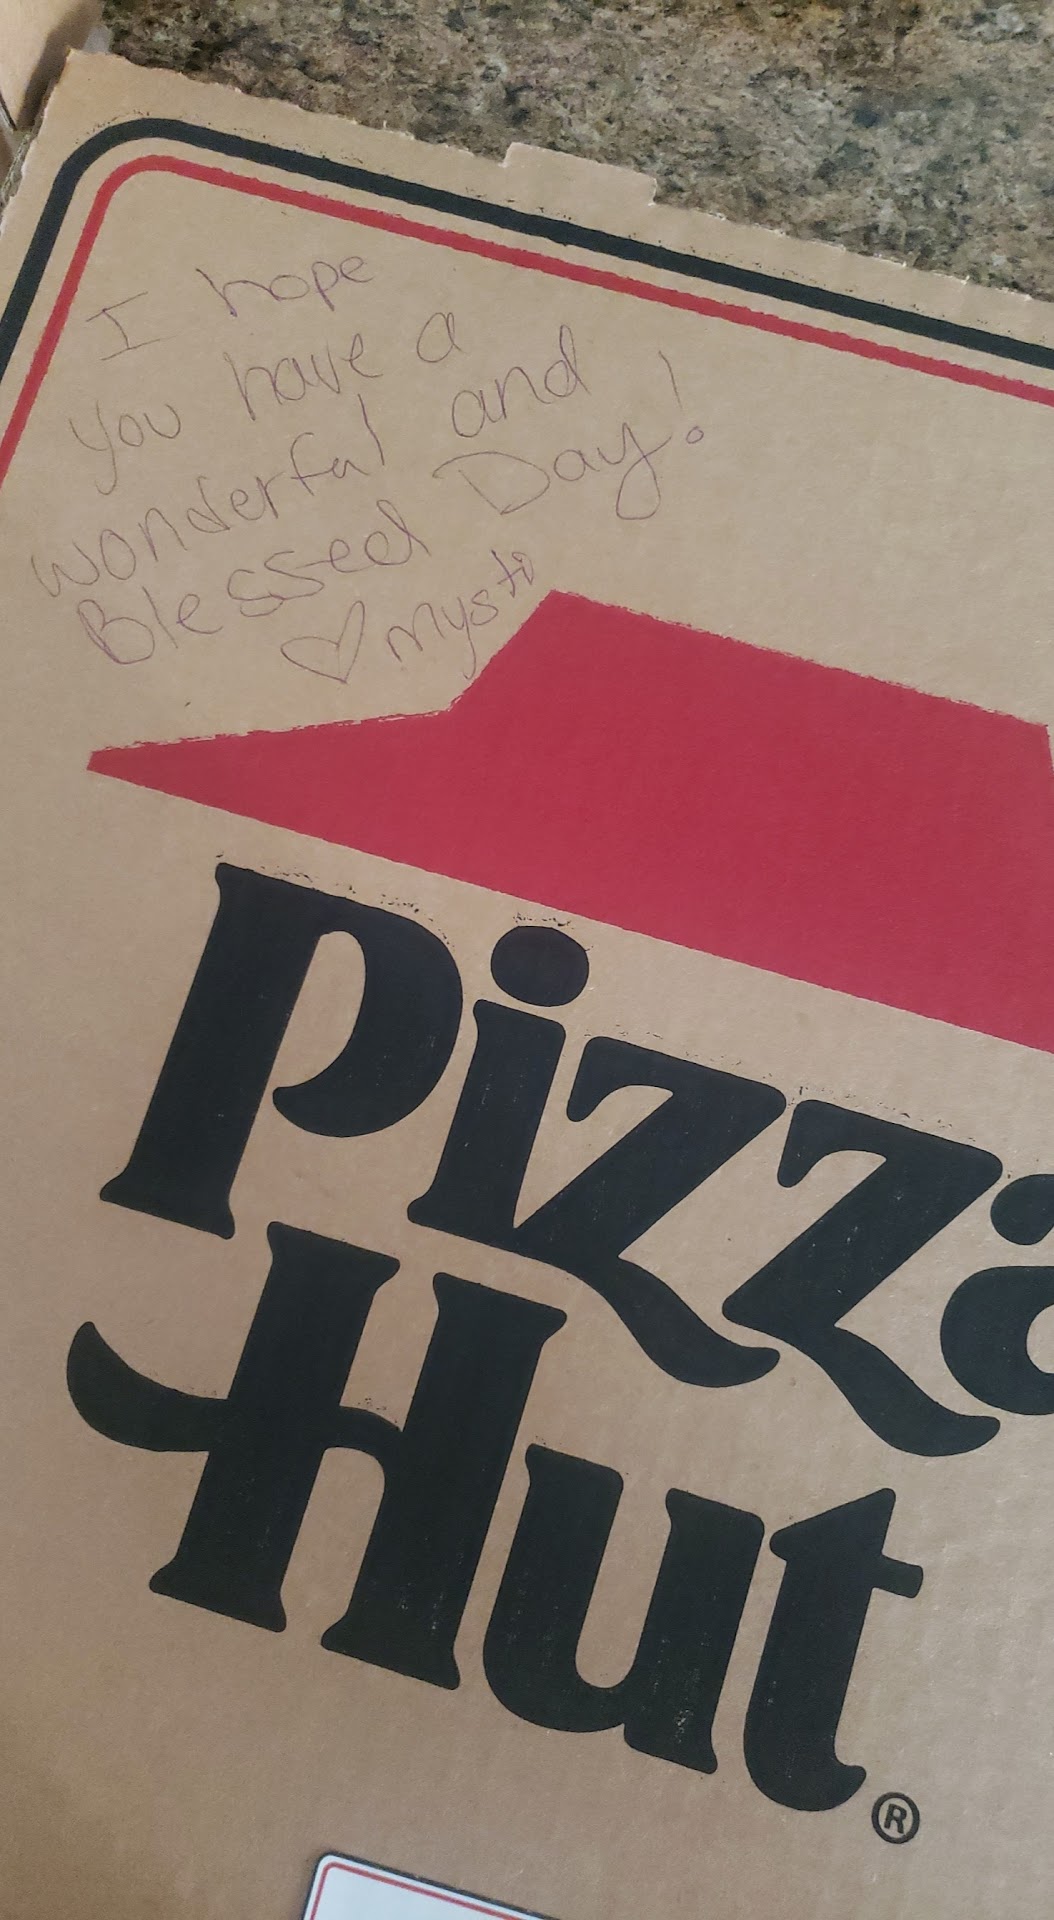 I hope
you have a
wonderful and
Blessed Day!
♡ mysti
Pizza
Hut
®